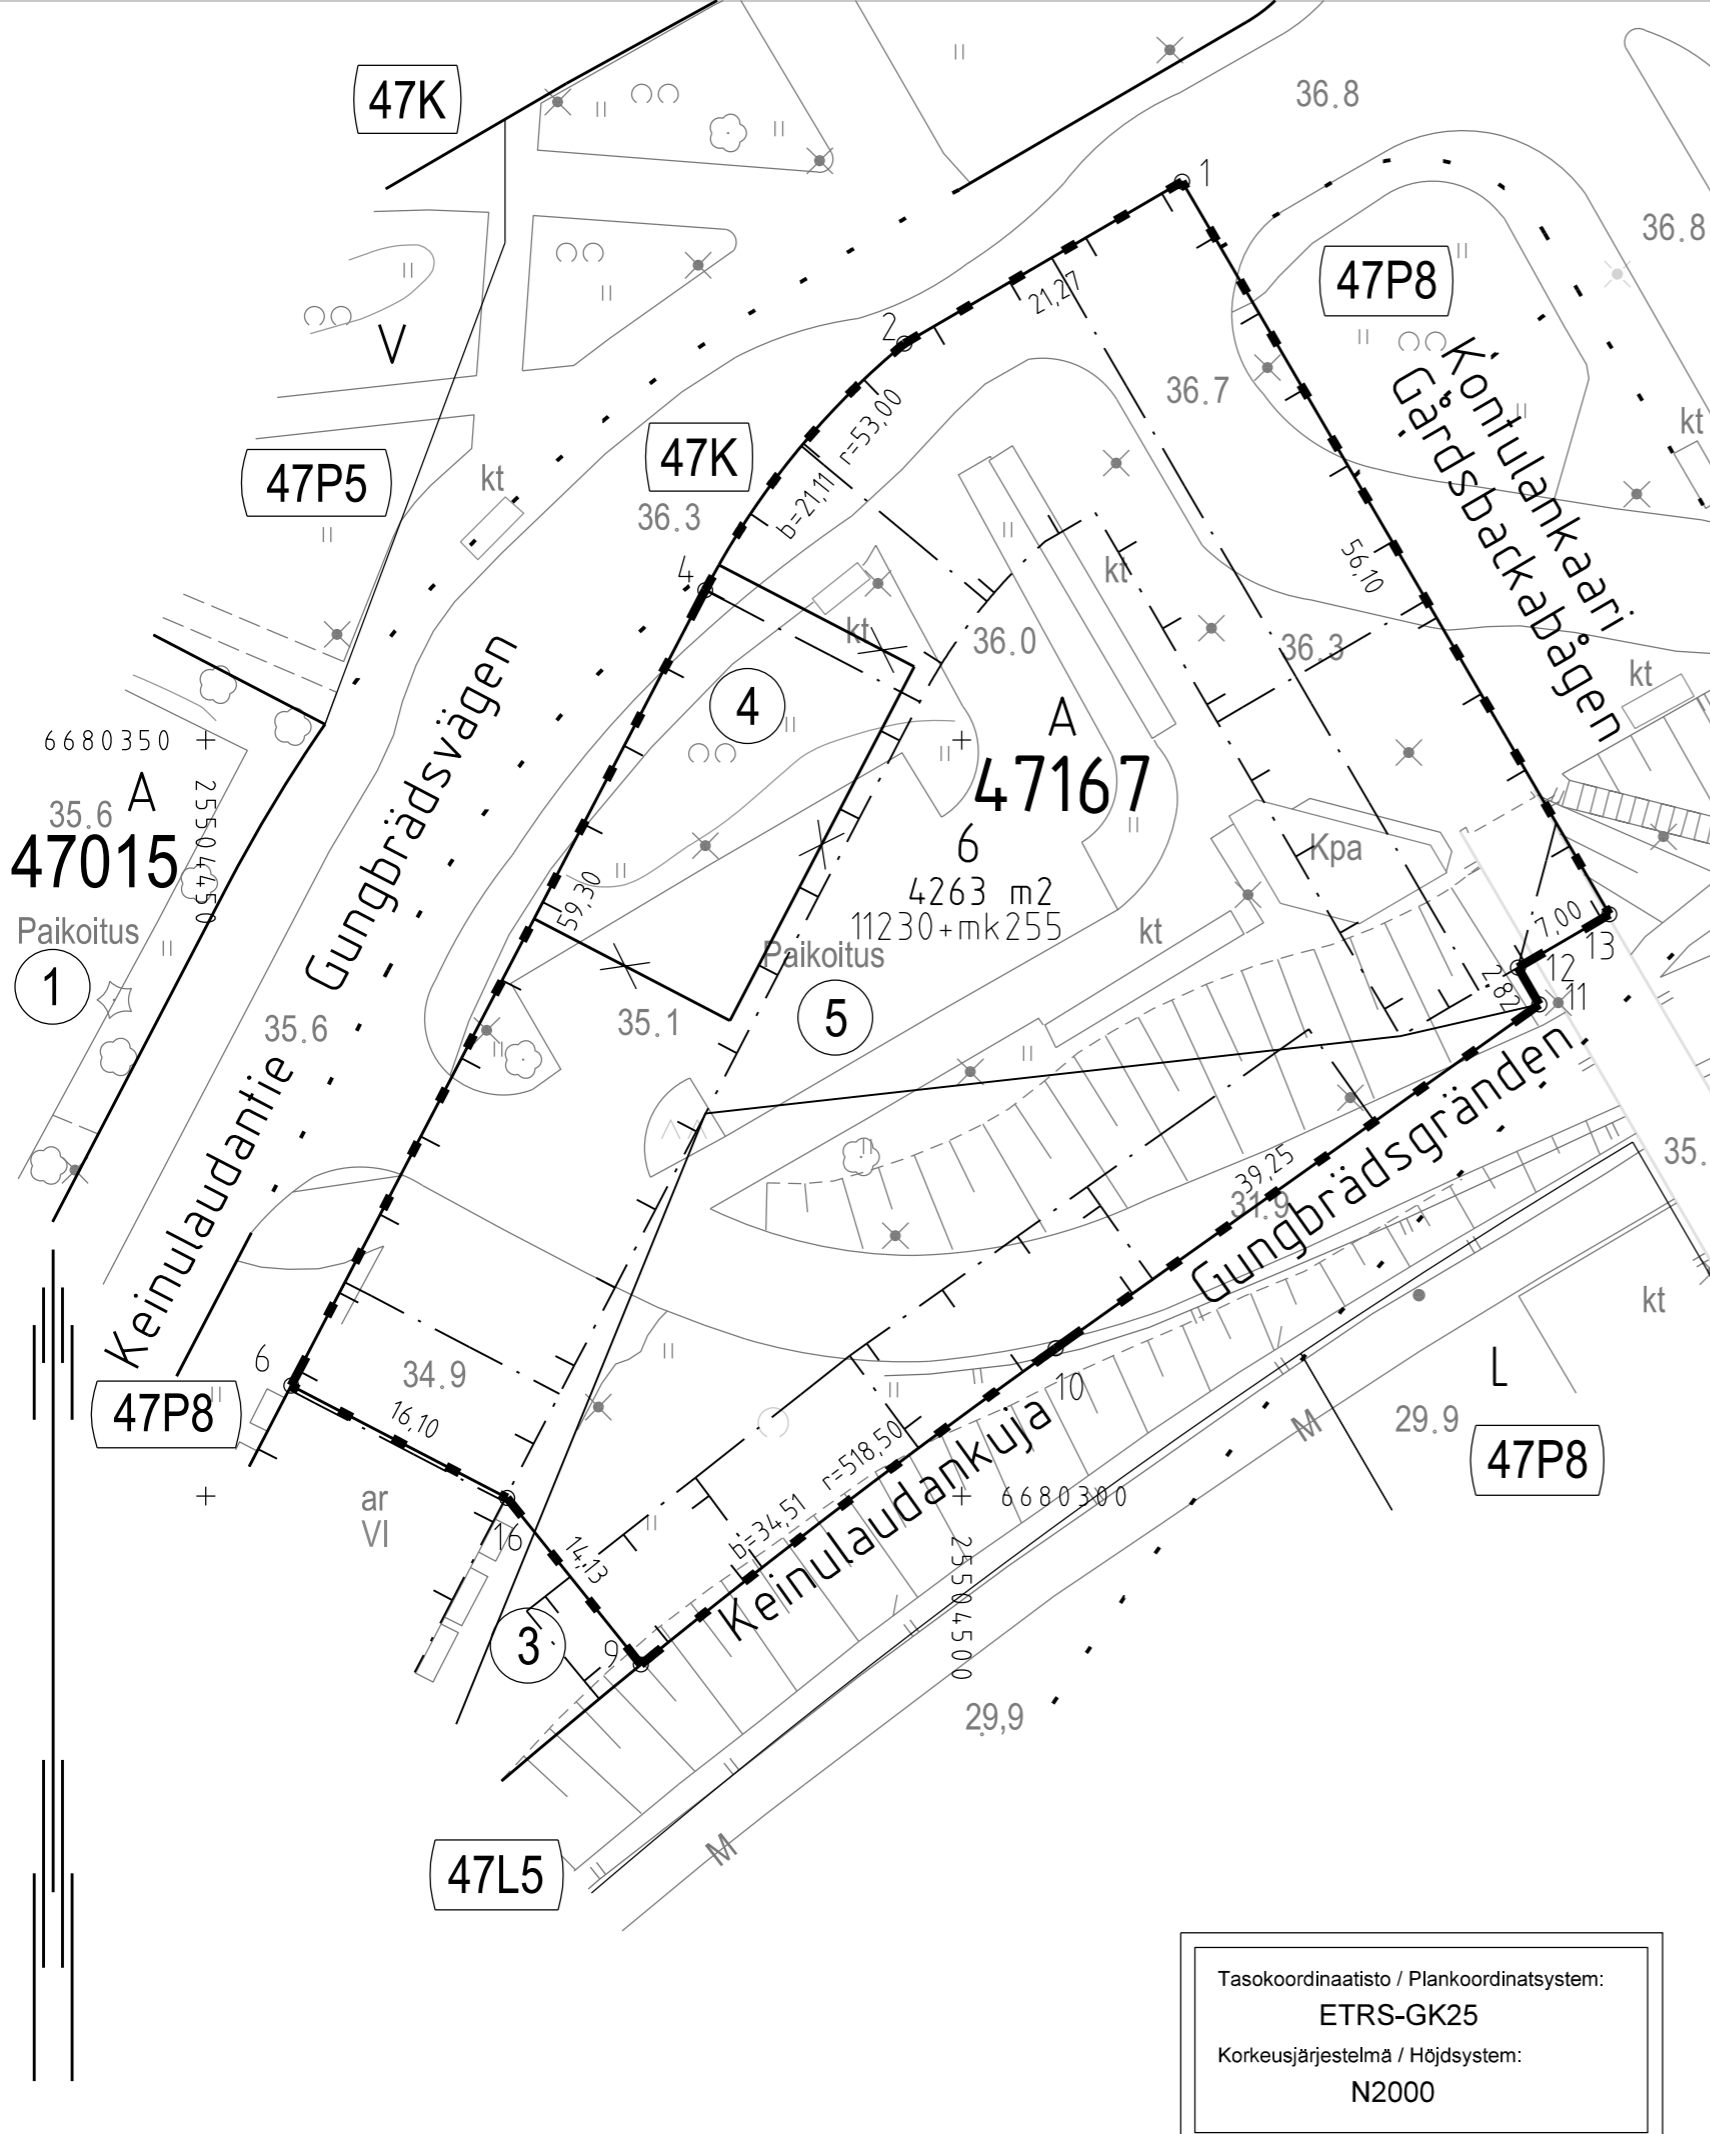 47K
36.8
1
36.8
47P8
V
2
21,27
36.7
Kontulankaari
Gårdsbackabågen
kt
47P5
kt
47K
36.3
r=53,00
b=21,11
4
kt
kt
56,10
36.0
36.3
kt
4
6680350
A
35.6
47015
25504450
Paikoitus
1
Keinulaudantie
Gungbrädsvägen
59,30
A
47167
6
4263 m2
11230+mk255
Paikoitus
5
kt
Kpa
7,00
13
12
2,82
11
35.1
35.6
39,25
31.9
Gungbrädsgränden
35.
kt
6
34.9
47P8
16,10
ar
VI
16
14,13
10
r=518,50
b=34,51
Keinulaudankuja
6680300
25504500
L
M
29.9
47P8
3
9
29,9
M
47L5
Tasokoordinaatisto / Plankoordinatsystem:
ETRS-GK25
Korkeusjärjestelmä / Höjdsystem:
N2000